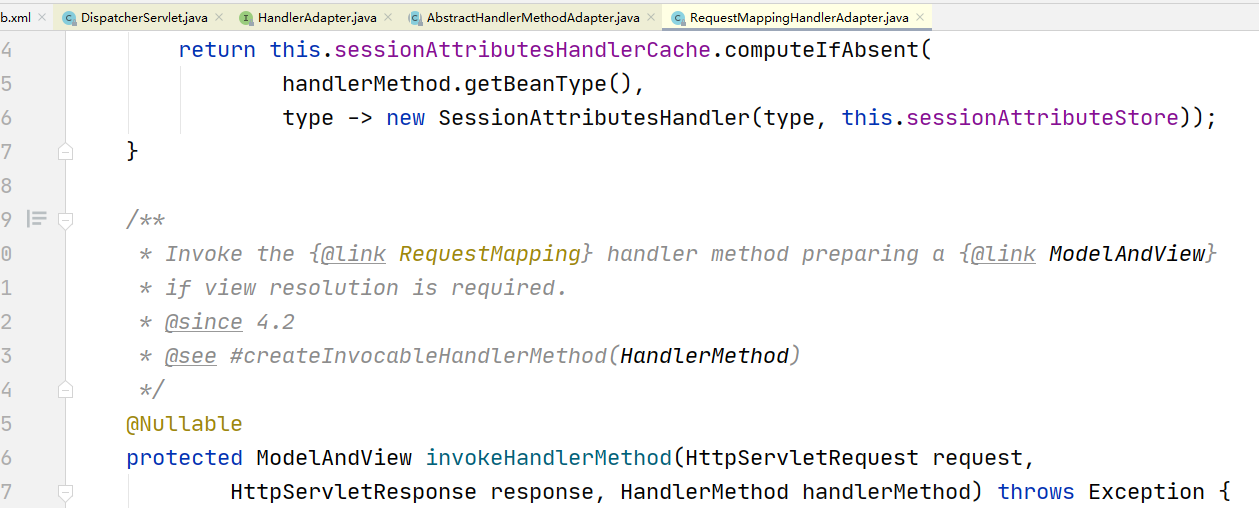 b.xml DispatcherServlet.java HandlerAdapter.java AbstractHandlerMethodAdapter.java RequestMappingHandlerAdapter.java
4 return this.sessionAttributesHandlerCache.computeIfAbsent(
5 handlerMethod.getBeanType(),
6 type -> new SessionAttributesHandler(type, this.sessionAttributeStore));
7 }
8
9 /**
0 * Invoke the {@link RequestMapping} handler method preparing a {@link ModelAndView}
1 * if view resolution is required.
2 * @since 4.2
3 * @see #createInvocableHandlerMethod(HandlerMethod)
4 */
5 @Nullable
6 protected ModelAndView invokeHandlerMethod(HttpServletRequest request,
7 HttpServletResponse response, HandlerMethod handlerMethod) throws Exception {